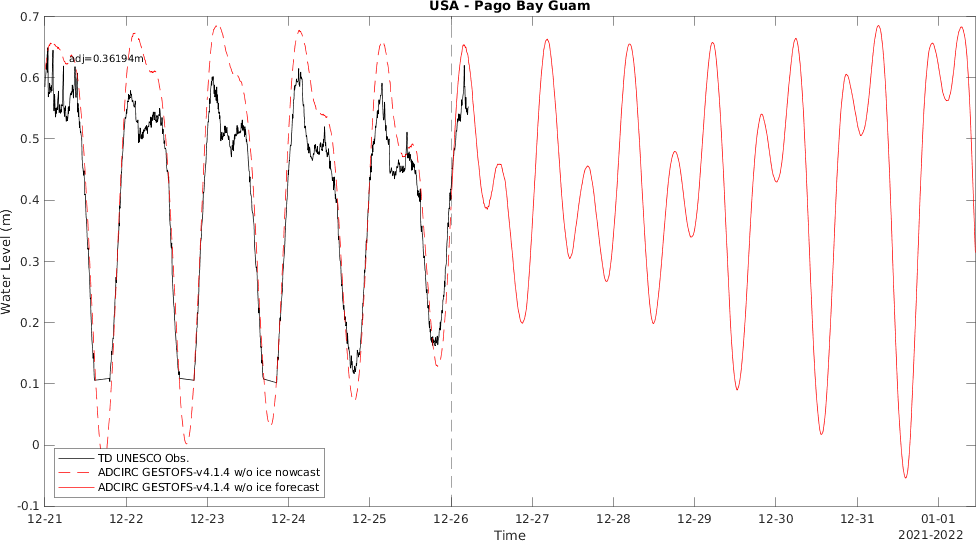 USA - Pago Bay Guam
adj=0.36194m
0.7
0.6
0.5
0.4
0.3
0.2
0.1
0
-0.1
Water Level (m)
TD UNESCO Obs.
ADCIRC GESTOFS-v4.1.4 w/o ice nowcast
ADCIRC GESTOFS-v4.1.4 w/o ice forecast
12-21 12-22 12-23 12-24 12-25 12-26 12-27 12-28 12-29 12-30 12-31 01-01
Time
2021-2022